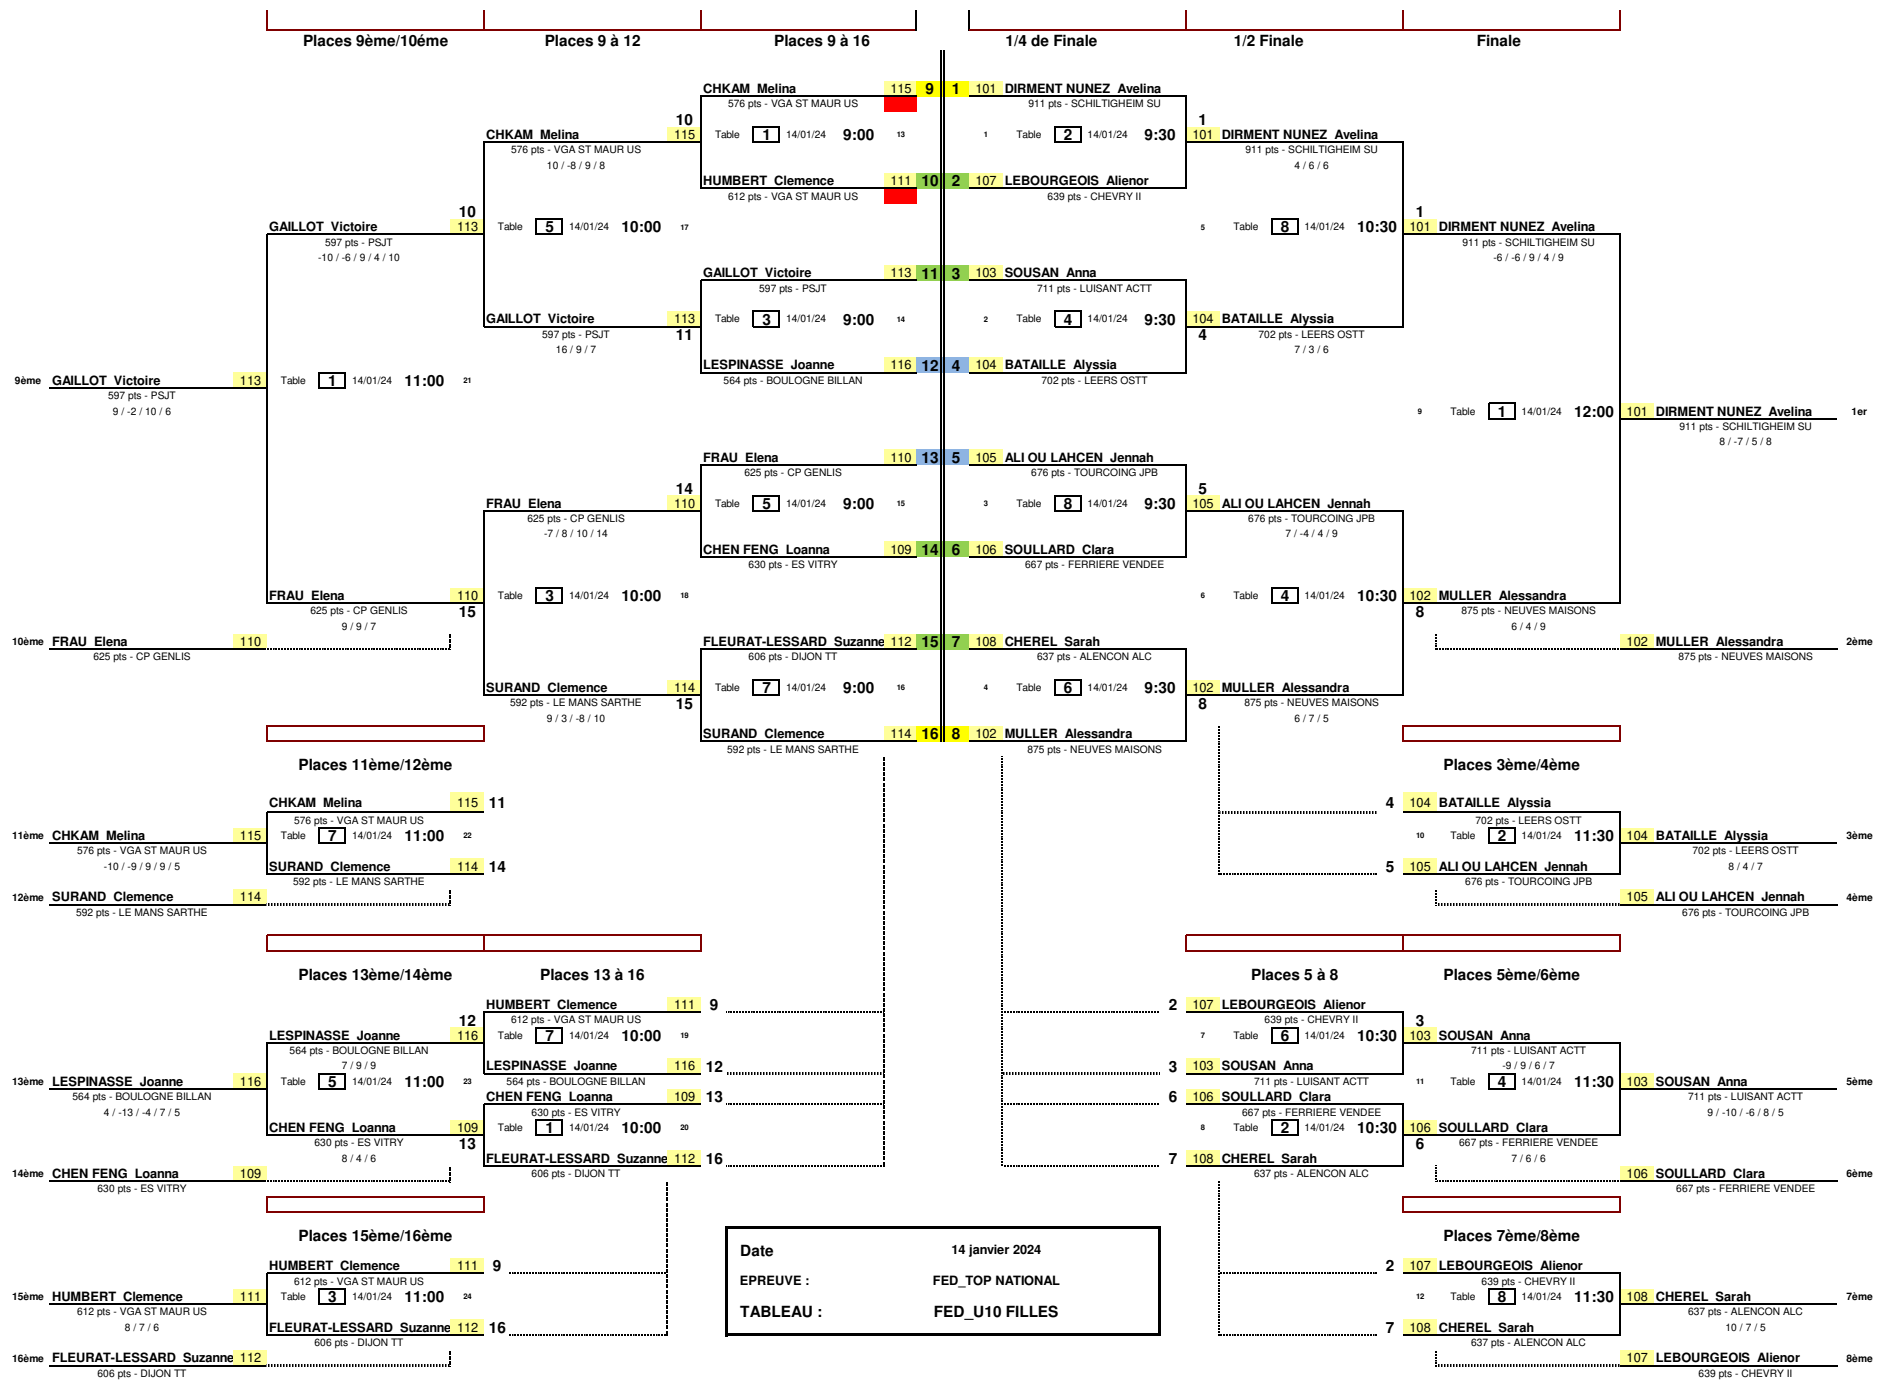 Places 9ème/10éme Places 9 à 12 Places 9 à 16 1/4 de Finale 1/2 Finale Finale
CHKAM Melina 115 9 1 101 DIRMENT NUNEZ Avelina
576 pts - VGA ST MAUR US 911 pts - SCHILTIGHEIM SU
10 1
CHKAM Melina 115 Table 1 14/01/24 9:00 13 1 Table 2 14/01/24 9:30 101 DIRMENT NUNEZ Avelina
576 pts - VGA ST MAUR US 911 pts - SCHILTIGHEIM SU
10 / -8 / 9 / 8 4 / 6 / 6
HUMBERT Clemence 111 10 2 107 LEBOURGEOIS Alienor
612 pts - VGA ST MAUR US 639 pts - CHEVRY II
10 1
GAILLOT Victoire 113 Table 5 14/01/24 10:00 17 5 Table 8 14/01/24 10:30 101 DIRMENT NUNEZ Avelina
597 pts - PSJT 911 pts - SCHILTIGHEIM SU
-10 / -6 / 9 / 4 / 10 -6 / -6 / 9 / 4 / 9
GAILLOT Victoire 113 11 3 103 SOUSAN Anna
597 pts - PSJT 711 pts - LUISANT ACTT
GAILLOT Victoire 113 Table 3 14/01/24 9:00 14 2 Table 4 14/01/24 9:30 104 BATAILLE Alyssia
597 pts - PSJT 11 4 702 pts - LEERS OSTT
16 / 9 / 7 7 / 3 / 6
LESPINASSE Joanne 116 12 4 104 BATAILLE Alyssia
9ème GAILLOT Victoire 113 Table 1 14/01/24 11:00 21 564 pts - BOULOGNE BILLAN 702 pts - LEERS OSTT
597 pts - PSJT
9 / -2 / 10 / 6 9 Table 1 14/01/24 12:00 101 DIRMENT NUNEZ Avelina 1er
911 pts - SCHILTIGHEIM SU
8 / -7 / 5 / 8
FRAU Elena 110 13 5 105 ALI OU LAHCEN Jennah
625 pts - CP GENLIS 676 pts - TOURCOING JPB
14 5
FRAU Elena 110 Table 5 14/01/24 9:00 15 3 Table 8 14/01/24 9:30 105 ALI OU LAHCEN Jennah
625 pts - CP GENLIS 676 pts - TOURCOING JPB
-7 / 8 / 10 / 14 7 / -4 / 4 / 9
CHEN FENG Loanna 109 14 6 106 SOULLARD Clara
630 pts - ES VITRY 667 pts - FERRIERE VENDEE
FRAU Elena 110 Table 3 14/01/24 10:00 18 6 Table 4 14/01/24 10:30 102 MULLER Alessandra
625 pts - CP GENLIS 15 8 875 pts - NEUVES MAISONS
9 / 9 / 7 6 / 4 / 9
10ème FRAU Elena 110 FLEURAT-LESSARD Suzanne 112 15 7 108 CHEREL Sarah 102 MULLER Alessandra 2ème
625 pts - CP GENLIS 606 pts - DIJON TT 637 pts - ALENCON ALC 875 pts - NEUVES MAISONS
SURAND Clemence 114 Table 7 14/01/24 9:00 16 4 Table 6 14/01/24 9:30 102 MULLER Alessandra
592 pts - LE MANS SARTHE 15 8 875 pts - NEUVES MAISONS
9 / 3 / -8 / 10 6 / 7 / 5
SURAND Clemence 114 16 8 102 MULLER Alessandra
592 pts - LE MANS SARTHE 875 pts - NEUVES MAISONS
Places 11ème/12ème Places 3ème/4ème
CHKAM Melina 115 11 4 104 BATAILLE Alyssia
576 pts - VGA ST MAUR US 702 pts - LEERS OSTT
11ème CHKAM Melina 115 Table 7 14/01/24 11:00 22 10 Table 2 14/01/24 11:30 104 BATAILLE Alyssia 3ème
576 pts - VGA ST MAUR US 702 pts - LEERS OSTT
-10 / -9 / 9 / 9 / 5 SURAND Clemence 114 14 5 105 ALI OU LAHCEN Jennah 8 / 4 / 7
592 pts - LE MANS SARTHE 676 pts - TOURCOING JPB
12ème SURAND Clemence 114 105 ALI OU LAHCEN Jennah 4ème
592 pts - LE MANS SARTHE 676 pts - TOURCOING JPB
Places 13ème/14ème Places 13 à 16 Places 5 à 8 Places 5ème/6ème
HUMBERT Clemence 111 9 2 107 LEBOURGEOIS Alienor
12 612 pts - VGA ST MAUR US 639 pts - CHEVRY II 3
LESPINASSE Joanne 116 Table 7 14/01/24 10:00 19 7 Table 6 14/01/24 10:30 103 SOUSAN Anna
564 pts - BOULOGNE BILLAN 711 pts - LUISANT ACTT
7 / 9 / 9 LESPINASSE Joanne 116 12 3 103 SOUSAN Anna -9 / 9 / 6 / 7
13ème LESPINASSE Joanne 116 Table 5 14/01/24 11:00 23 564 pts - BOULOGNE BILLAN 711 pts - LUISANT ACTT 11 Table 4 14/01/24 11:30 103 SOUSAN Anna 5ème
564 pts - BOULOGNE BILLAN CHEN FENG Loanna 109 13 6 106 SOULLARD Clara 711 pts - LUISANT ACTT
4 / -13 / -4 / 7 / 5 630 pts - ES VITRY 667 pts - FERRIERE VENDEE 9 / -10 / -6 / 8 / 5
CHEN FENG Loanna 109 Table 1 14/01/24 10:00 20 8 Table 2 14/01/24 10:30 106 SOULLARD Clara
630 pts - ES VITRY 13 6 667 pts - FERRIERE VENDEE
8 / 4 / 6 FLEURAT-LESSARD Suzanne 112 16 7 108 CHEREL Sarah 7 / 6 / 6
14ème CHEN FENG Loanna 109 606 pts - DIJON TT 637 pts - ALENCON ALC 106 SOULLARD Clara 6ème
630 pts - ES VITRY 667 pts - FERRIERE VENDEE
Places 15ème/16ème Places 7ème/8ème
Date 14 janvier 2024
HUMBERT Clemence 111 9 2 107 LEBOURGEOIS Alienor
612 pts - VGA ST MAUR US EPREUVE : FED_TOP NATIONAL 639 pts - CHEVRY II
15ème HUMBERT Clemence 111 Table 3 14/01/24 11:00 24 12 Table 8 14/01/24 11:30 108 CHEREL Sarah 7ème
612 pts - VGA ST MAUR US TABLEAU : FED_U10 FILLES 637 pts - ALENCON ALC
8 / 7 / 6 FLEURAT-LESSARD Suzanne 112 16 7 108 CHEREL Sarah 10 / 7 / 5
606 pts - DIJON TT 637 pts - ALENCON ALC
16ème FLEURAT-LESSARD Suzanne 112 107 LEBOURGEOIS Alienor 8ème
606 pts - DIJON TT 639 pts - CHEVRY II